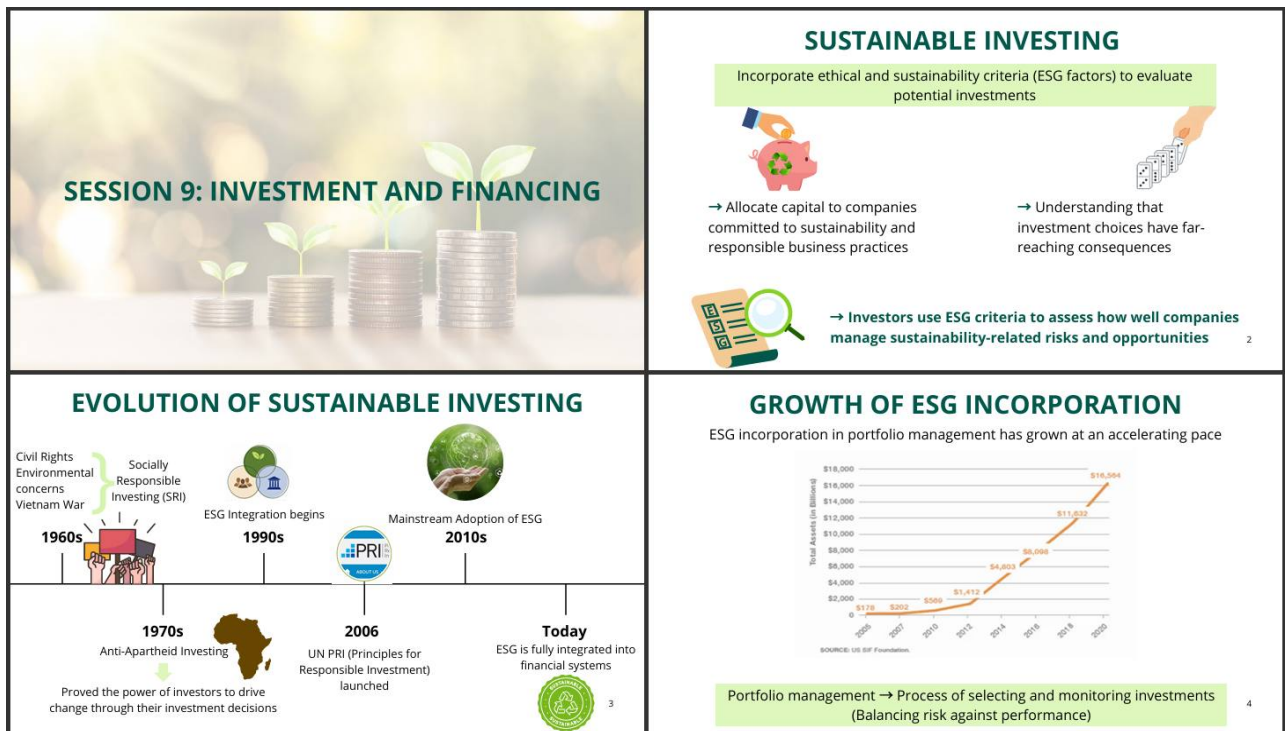 SESSION 9: INVESTMENT AND FINANCING
SUSTAINABLE INVESTING
Incorporate ethical and sustainability criteria (ESG factors) to evaluate
potential investments
→ Allocate capital to companies
committed to sustainability and
responsible business practices
→ Understanding that
investment choices have far-
reaching consequences
E
S
G
→ Investors use ESG criteria to assess how well companies
manage sustainability-related risks and opportunities
2
EVOLUTION OF SUSTAINABLE INVESTING
Civil Rights
Environmental
concerns
Vietnam War
Socially
Responsible
Investing (SRI)
1960s
ESG Integration begins
1990s
Mainstream Adoption of ESG
2010s
PRI
ABOUT US
1970s
Anti-Apartheid Investing
Proved the power of investors to drive
change through their investment decisions
2006
UN PRI (Principles for
Responsible Investment)
launched
Today
ESG is fully integrated into
financial systems
SUSTAINABLE
SUSTAINABLE
3
GROWTH OF ESG INCORPORATION
ESG incorporation in portfolio management has grown at an accelerating pace
Total Assets (in Billions)
$18,000
$16,000
$14,000
$12,000
$10,000
$8,000
$6,000
$4,000
$2,000
0
$178
$202
$569
$1,412
$4,803
$8,098
$11,632
$16,564
2005
2007
2010
2012
2014
2016
2018
2020
SOURCE: US SIF Foundation.
Portfolio management → Process of selecting and monitoring investments
(Balancing risk against performance)
4